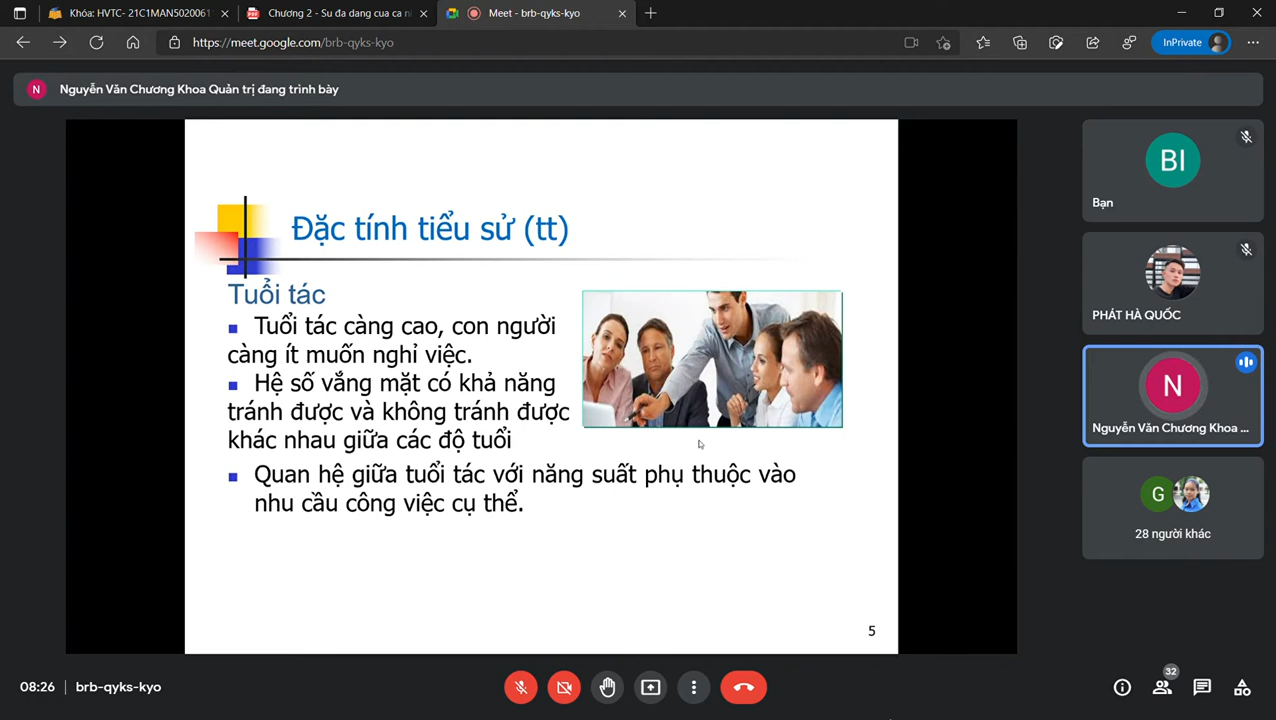 Khóa: HVTC- 21C1MAN5020061
Chương 2 - Su đa dang cua ca n
Meet - brb-qyks-kyo
https://meet.google.com/brb-qyks-kyo
InPrivate
N
Nguyễn Văn Chương Khoa Quản trị đang trình bày
Đặc tính tiểu sử (tt)
Tuổi tác
Tuổi tác càng cao, con người
càng ít muốn nghỉ việc.
Hệ số vắng mặt có khả năng
tránh được và không tránh được
khác nhau giữa các độ tuổi
Quan hệ giữa tuổi tác với năng suất phụ thuộc vào
nhu cầu công việc cụ thể.
5
BI
Bạn
PHÁT HÀ QUỐC
N
Nguyễn Văn Chương Khoa ...
G
28 người khác
08:26 | brb-qyks-kyo
32